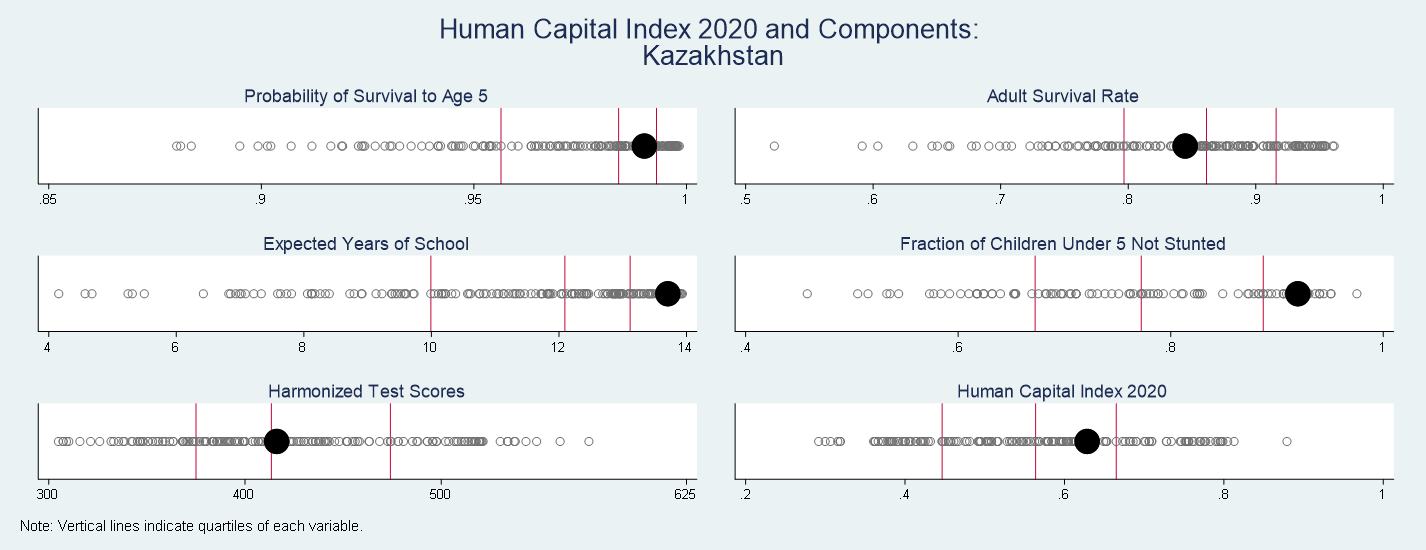 Human Capital Index 2020 and Components:
Kazakhstan
Probability of Survival to Age 5
.85 .9 .95 1
Adult Survival Rate
.5 .6 .7 .8 .9 1
Expected Years of School
4 6 8 10 12 14
Fraction of Children Under 5 Not Stunted
.4 .6 .8 1
Harmonized Test Scores
300 400 500 625
Human Capital Index 2020
.2 .4 .6 .8 1
Note: Vertical lines indicate quartiles of each variable.